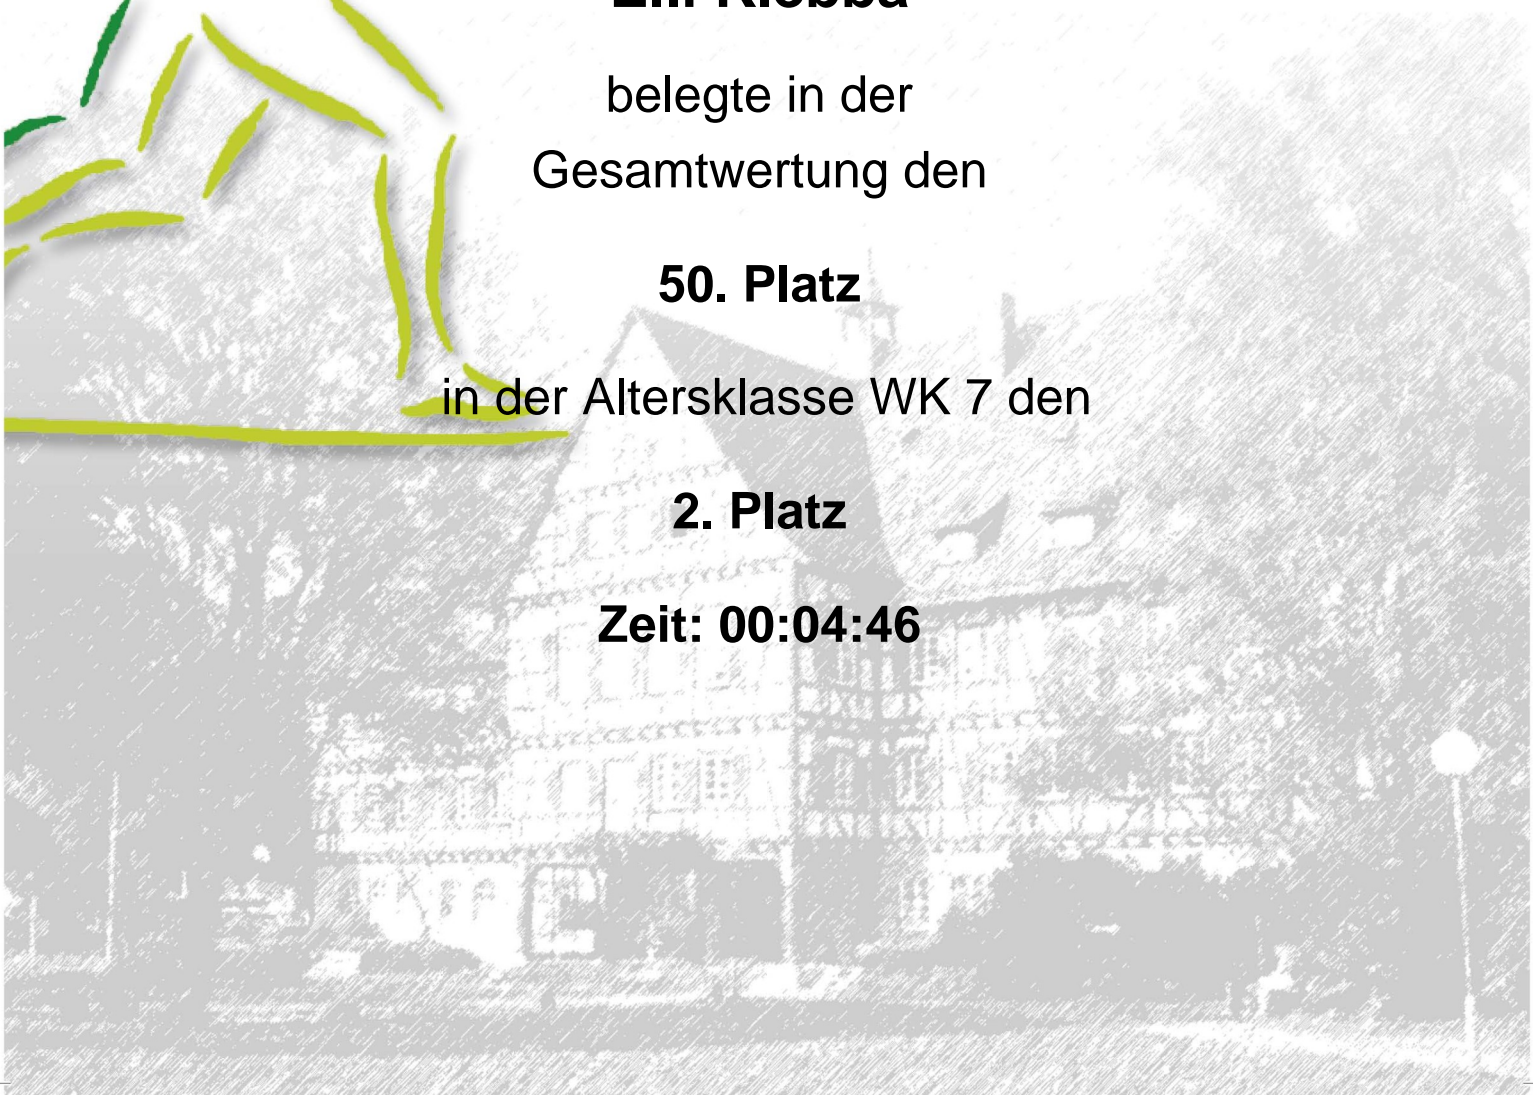 belegte in der
Gesamtwertung den
50. Platz
in der Altersklasse WK 7 den
2. Platz
Zeit: 00:04:46